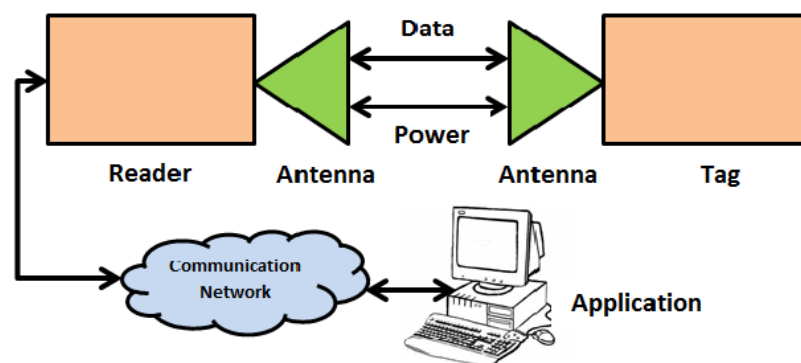 Data
Power
Reader
Antenna
Antenna
Tag
Communication
Network
Application